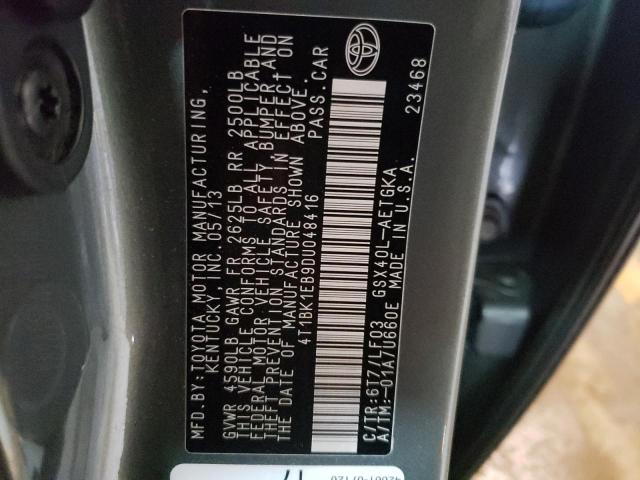 MFD.BY:TOYOTA MOTOR MANUFACTURING,
KENTUCKY, INC. 05/13
GVWR 4590LB GAWR FR 2625LB RR 2500LB
THIS VEHICLE CONFORMS TO ALL APPLICABLE
FEDERAL MOTOR VEHICLE SAFETY, BUMPER, AND
THEFT PREVENTION STANDARDS IN EFFECT ON
THE DATE OF MANUFACTURE SHOWN ABOVE.
4T1BK1EB9DU048416 PASS.CAR
C/TR:6T7/LF03 GSX40L-AETGKA
A/TM:-01A/U660E MADE IN U.S.A.
23468